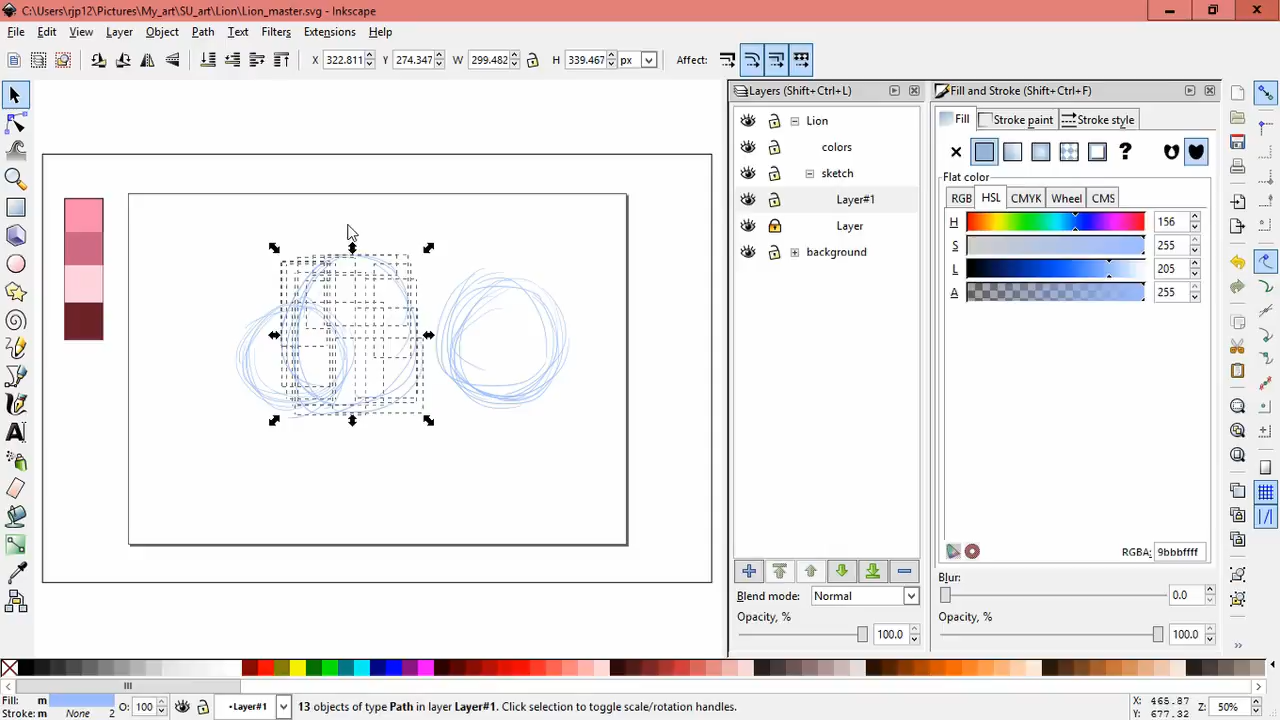 C:\Users\rjp12\Pictures\My_art\SU_art\Lion\Lion_master.svg - Inkscape
File Edit View Layer Object Path Text Filters Extensions Help
X 322.811 Y 274.347 W 299.482 H 339.467 px Affect:
Layers (Shift+Ctrl+L)
Lion
colors
sketch
Layer#1
Layer
background
Blend mode: Normal
Opacity, %
100.0
Fill and Stroke (Shift+Ctrl+F)
Fill Stroke paint Stroke style
?
Flat color
RGB HSL CMYK Wheel CMS
H 156
S 255
L 205
A 255
RGBA: 9bbbffff
Blur:
0.0
Opacity, %
100.0
Fill: m
Stroke: m None 2
O: 100
•Layer#1
13 objects of type Path in layer Layer#1. Click selection to toggle scale/rotation handles.
X: 465.87
Y: 677.32
Z: 50%